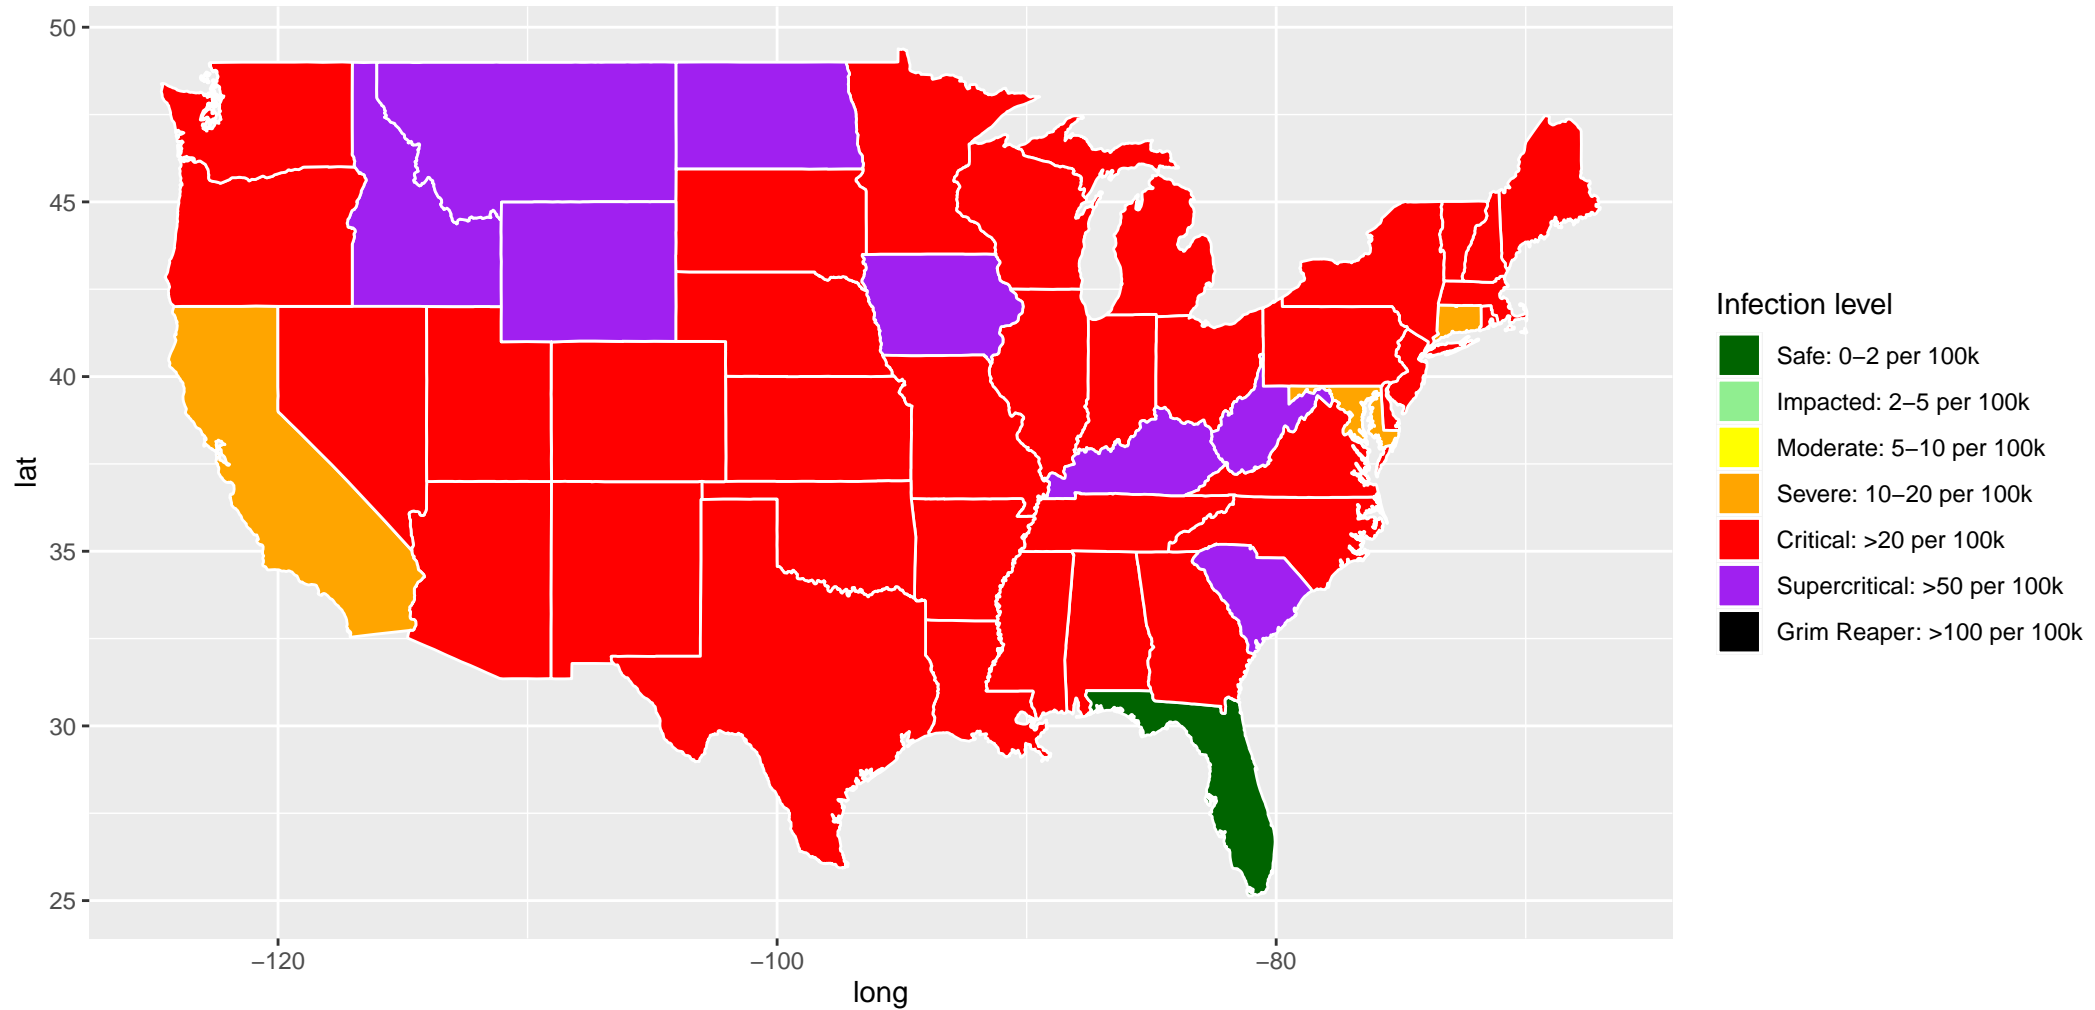 50
45
40
35
30
25
lat
−120
−100
−80
long
Infection level
Safe: 0−2 per 100k
Impacted: 2−5 per 100k
Moderate: 5−10 per 100k
Severe: 10−20 per 100k
Critical: >20 per 100k
Supercritical: >50 per 100k
Grim Reaper: >100 per 100k